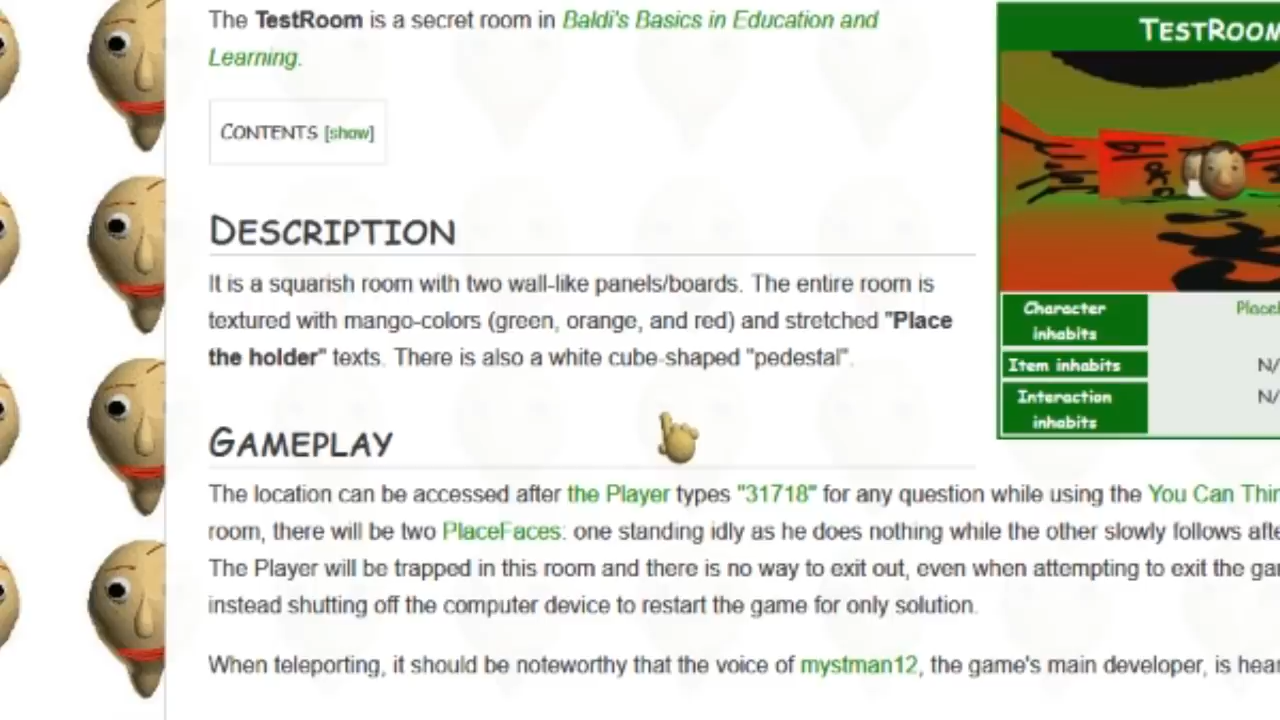 The TestRoom is a secret room in Baldi's Basics in Education and
Learning.
CONTENTS [show]
DESCRIPTION
It is a squarish room with two wall-like panels/boards. The entire room is
textured with mango-colors (green, orange, and red) and stretched "Place
the holder" texts. There is also a white cube-shaped "pedestal".
GAMEPLAY
The location can be accessed after the Player types "31718" for any question while using the You Can
room, there will be two PlaceFaces: one standing idly as he does nothing while the other slowly follows
The Player will be trapped in this room and there is no way to exit out, even when attempting to exit the
instead shutting off the computer device to restart the game for only solution.
When teleporting, it should be noteworthy that the voice of mystman12, the game's main developer, is
TESTROOM
Character
inhabits
Item inhabits
N/
Interaction
inhabits
N/